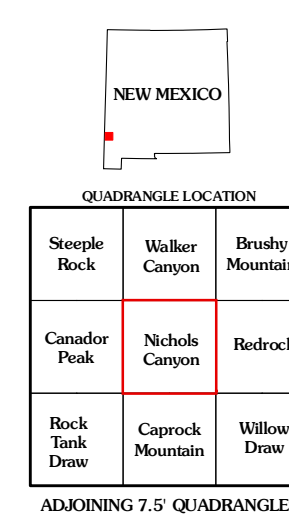 NEW MEXICO
QUADRANGLE LOCATION
Steeple
Rock
Walker
Canyon
Brushy
Mountain
Canador
Peak
Nichols
Canyon
Redrock
Rock
Tank
Draw
Caprock
Mountain
Willow
Draw
ADJOINING 7.5' QUADRANGLE